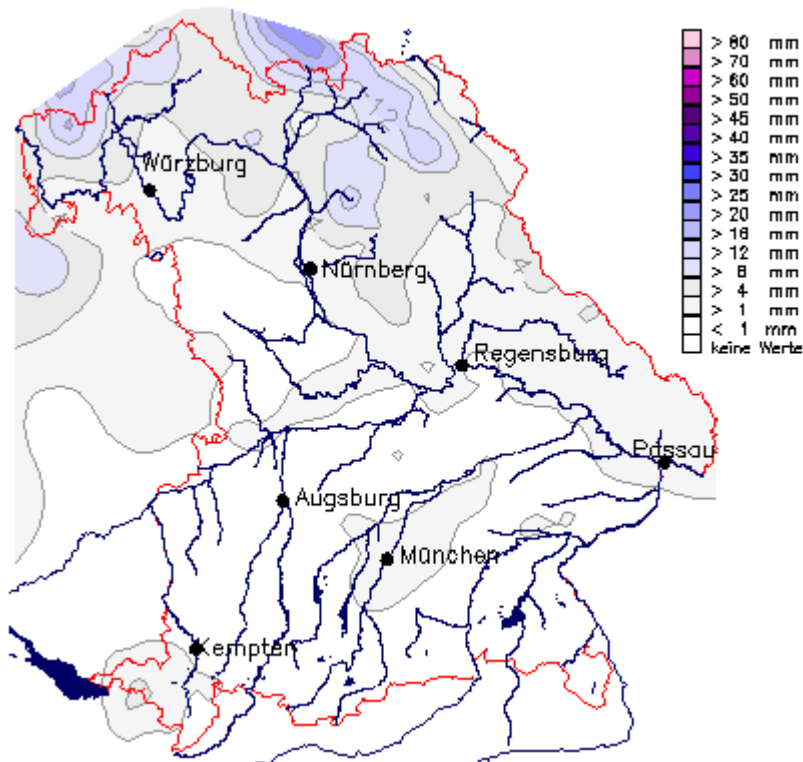 > 80 mm
> 70 mm
> 60 mm
> 50 mm
> 45 mm
> 40 mm
> 35 mm
> 30 mm
> 25 mm
> 20 mm
> 16 mm
> 12 mm
> 8 mm
> 4 mm
> 1 mm
< 1 mm
keine Werte
Würzburg
Nürnberg
Regensburg
Passau
Augsburg
München
Kempten